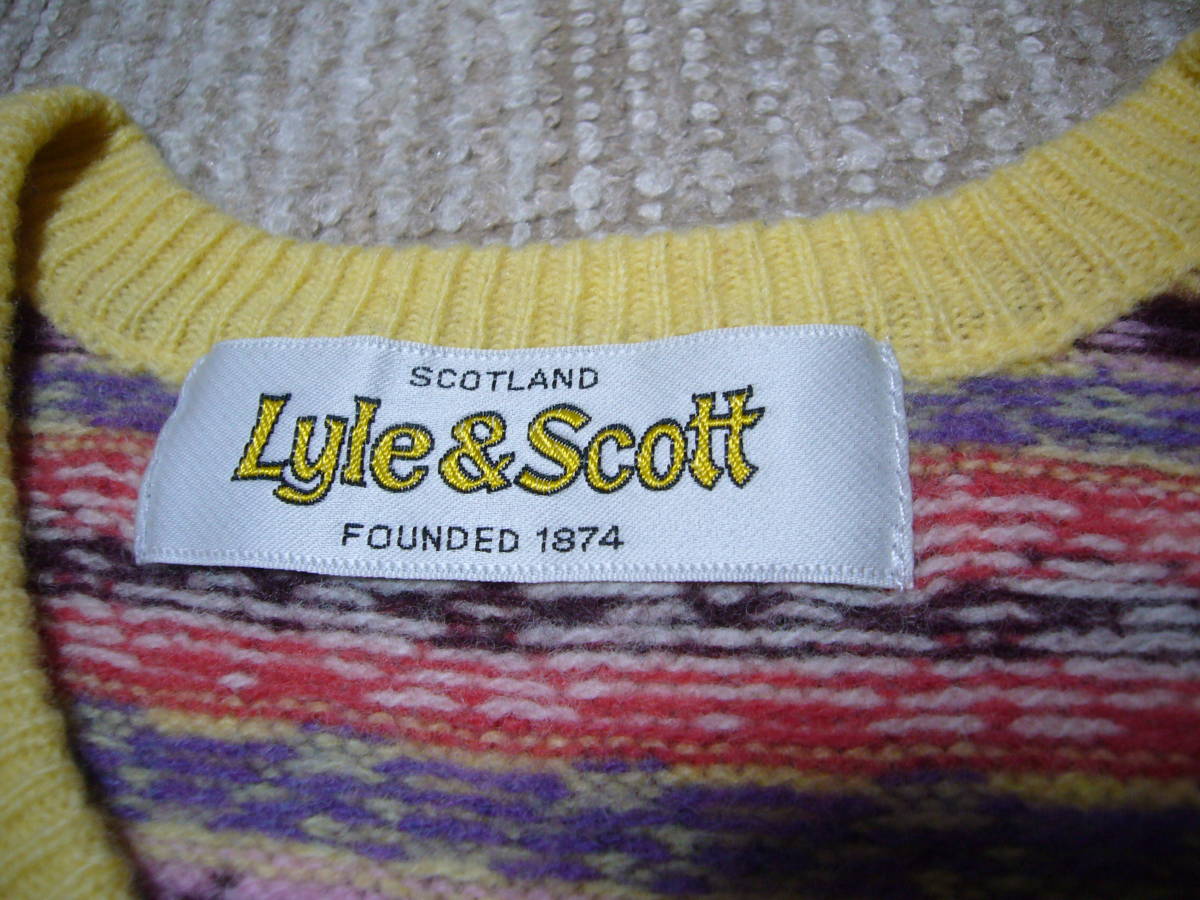 SCOTLAND
Lyle & Scott
FOUNDED 1874